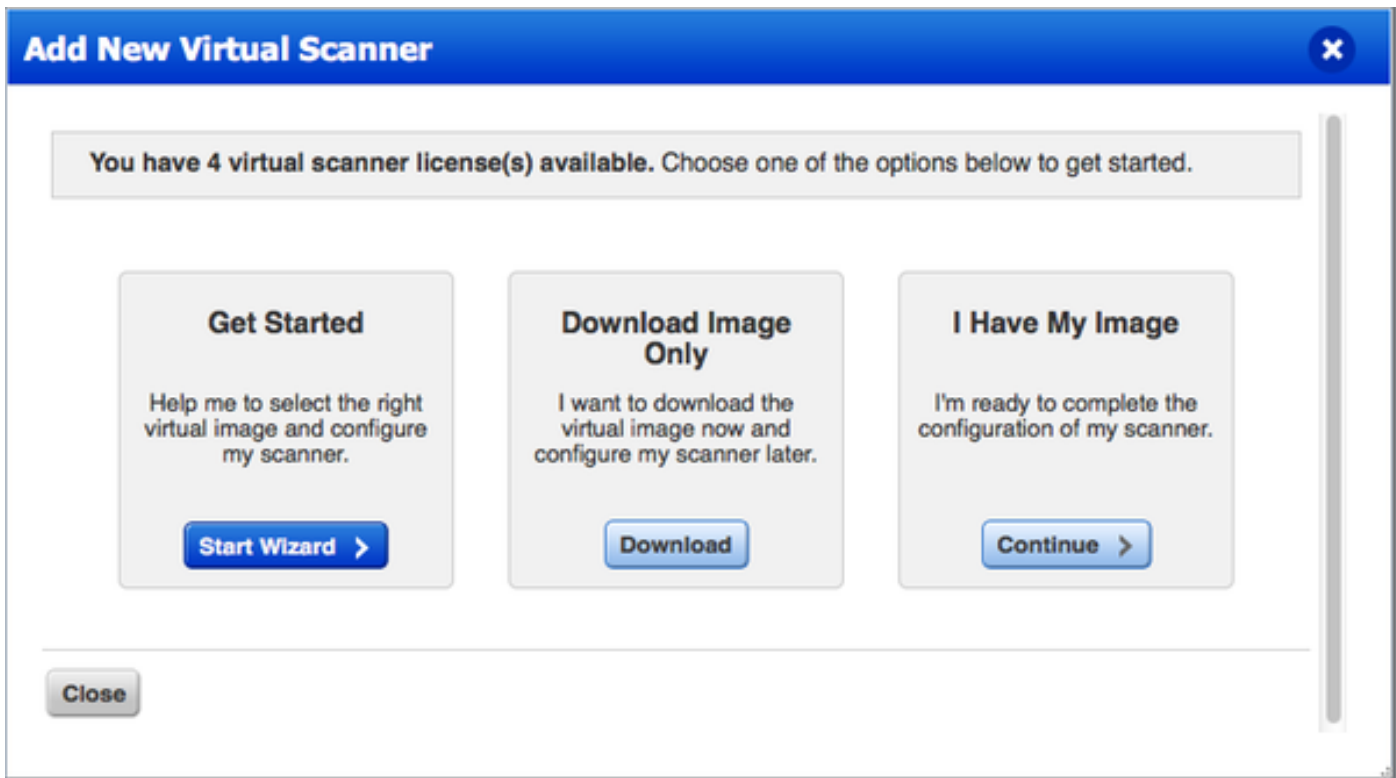 Add New Virtual Scanner
You have 4 virtual scanner license(s) available. Choose one of the options below to get started.
Get Started
Help me to select the right
virtual image and configure
my scanner.
Start Wizard >
Download Image
Only
I want to download the
virtual image now and
configure my scanner later.
Download
I Have My Image
I'm ready to complete the
configuration of my scanner.
Continue >
Close